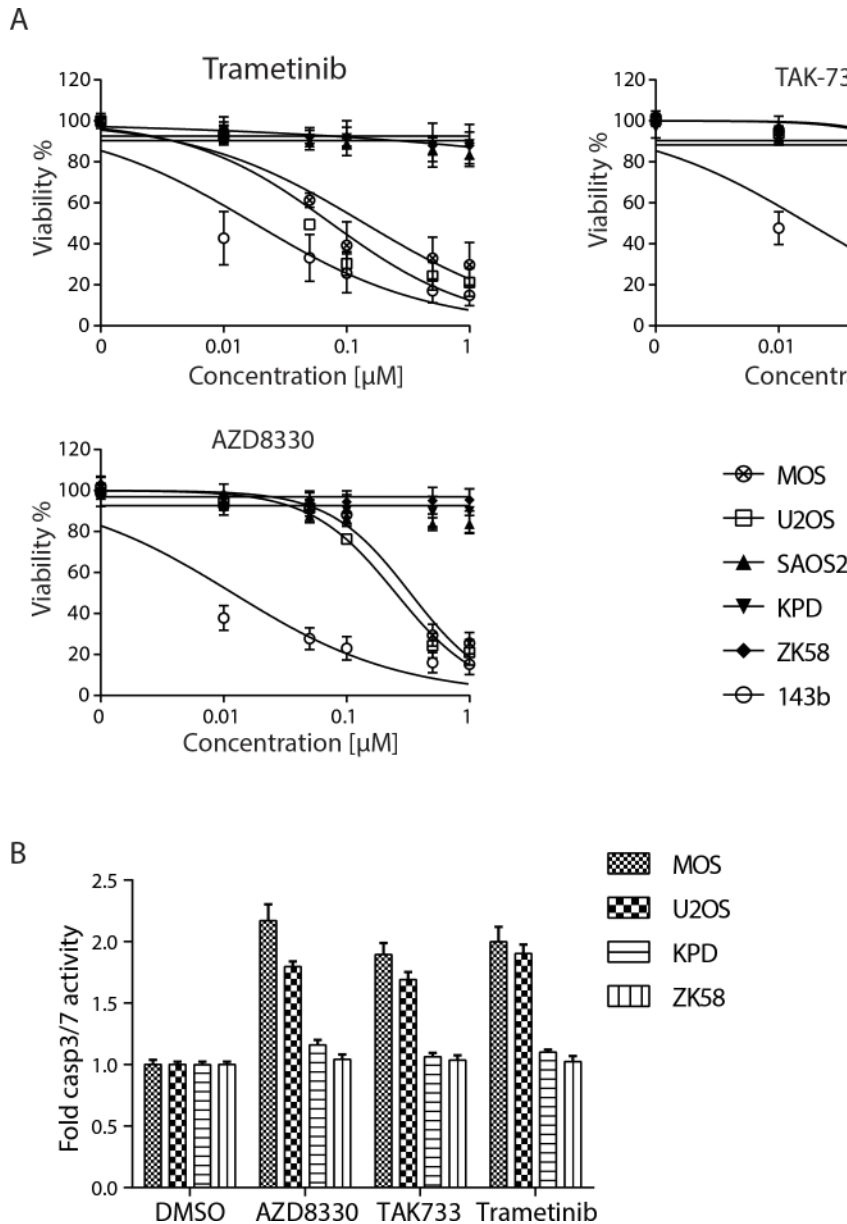 A
Trametinib
120
100
80
60
40
20
0
Viability %
0 0.01 0.1 1
Concentration [µM]
TAK-73
120
100
80
60
40
20
0
Viability %
0 0.01
Concentra
AZD8330
120
100
80
60
40
20
0
Viability %
0 0.01 0.1 1
Concentration [µM]
MOS
U2OS
SAOS2
KPD
ZK58
143b
B
2.5
2.0
1.5
1.0
0.5
0.0
Fold casp3/7 activity
DMSO AZD8330 TAK733 Trametinib
MOS
U2OS
KPD
ZK58